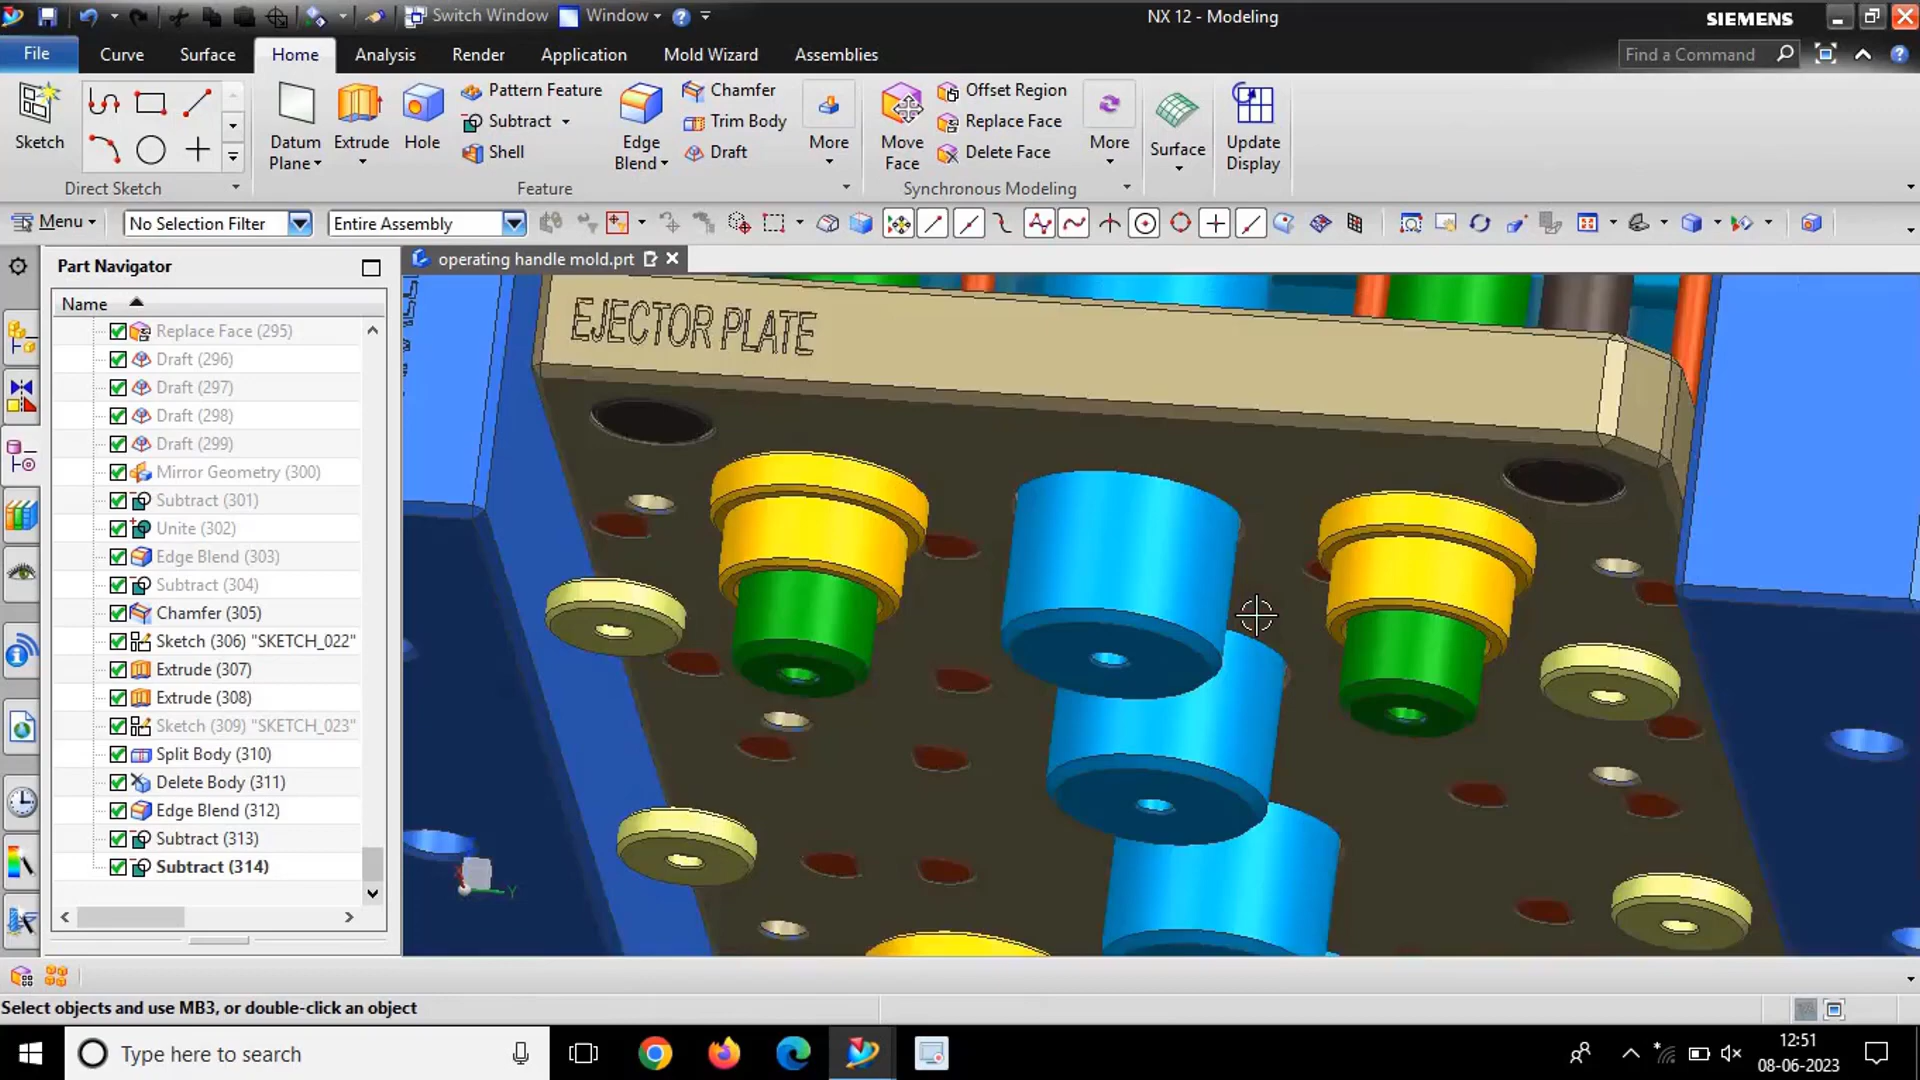 Switch Window
Window
NX 12 - Modeling
SIEMENS
File
Curve
Surface
Home
Analysis
Render
Application
Mold Wizard
Assemblies
Find a Command
Sketch
Direct Sketch
Datum
Plane
Extrude
Hole
Pattern Feature
Subtract
Shell
Edge
Blend
Chamfer
Trim Body
Draft
More
Feature
Move
Face
Offset Region
Replace Face
Delete Face
More
Synchronous Modeling
Surface
Update
Display
Menu
No Selection Filter
Entire Assembly
Part Navigator
operating handle mold.prt
Name
Replace Face (295)
Draft (296)
Draft (297)
Draft (298)
Draft (299)
Mirror Geometry (300)
Subtract (301)
Unite (302)
Edge Blend (303)
Subtract (304)
Chamfer (305)
Sketch (306) "SKETCH_022"
Extrude (307)
Extrude (308)
Sketch (309) "SKETCH_023"
Split Body (310)
Delete Body (311)
Edge Blend (312)
Subtract (313)
Subtract (314)
EJECTOR PLATE
Y
Select objects and use MB3, or double-click an object
Type here to search
12:51
08-06-2023